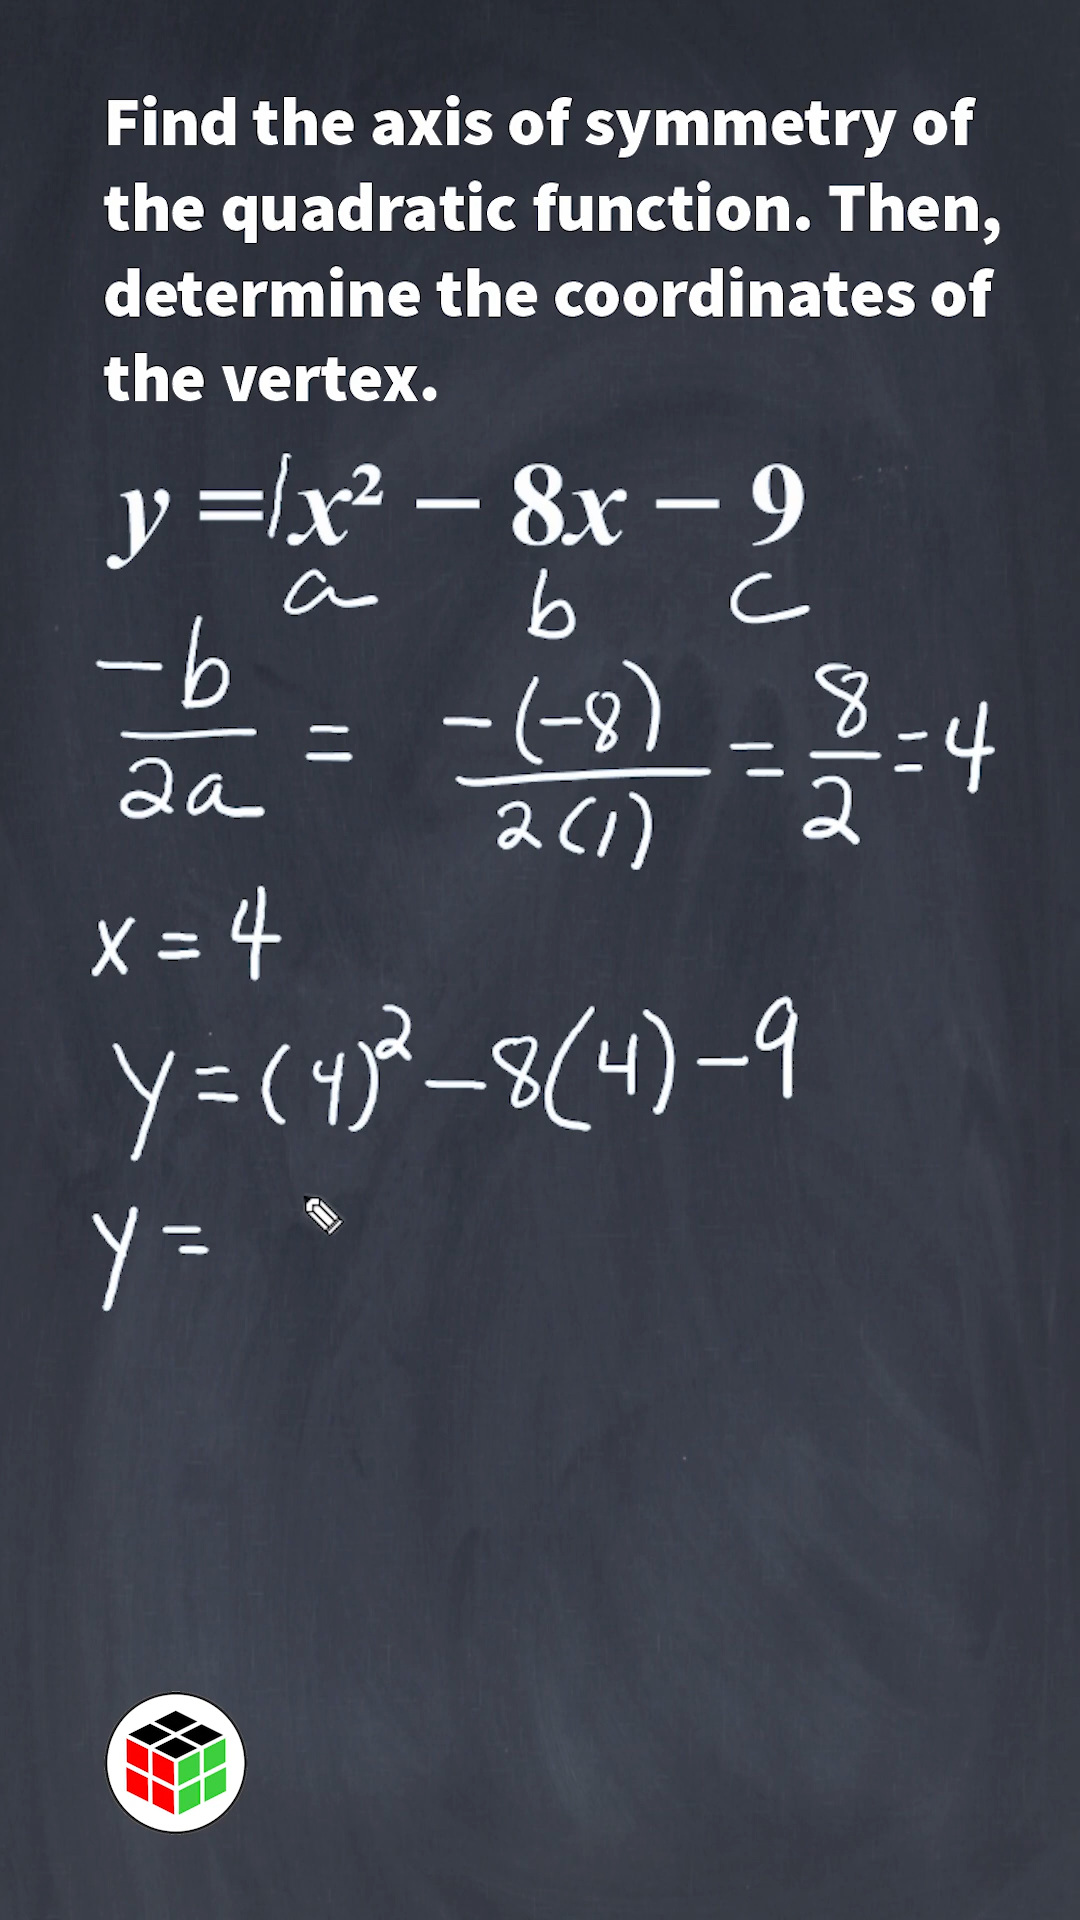 Find the axis of symmetry of
the quadratic function. Then,
determine the coordinates of
the vertex.
y = 1x² − 8x − 9
a b c
-b/2a = -(-8)/2(1) = 8/2 = 4
x = 4
y = (4)² - 8(4) - 9
y =